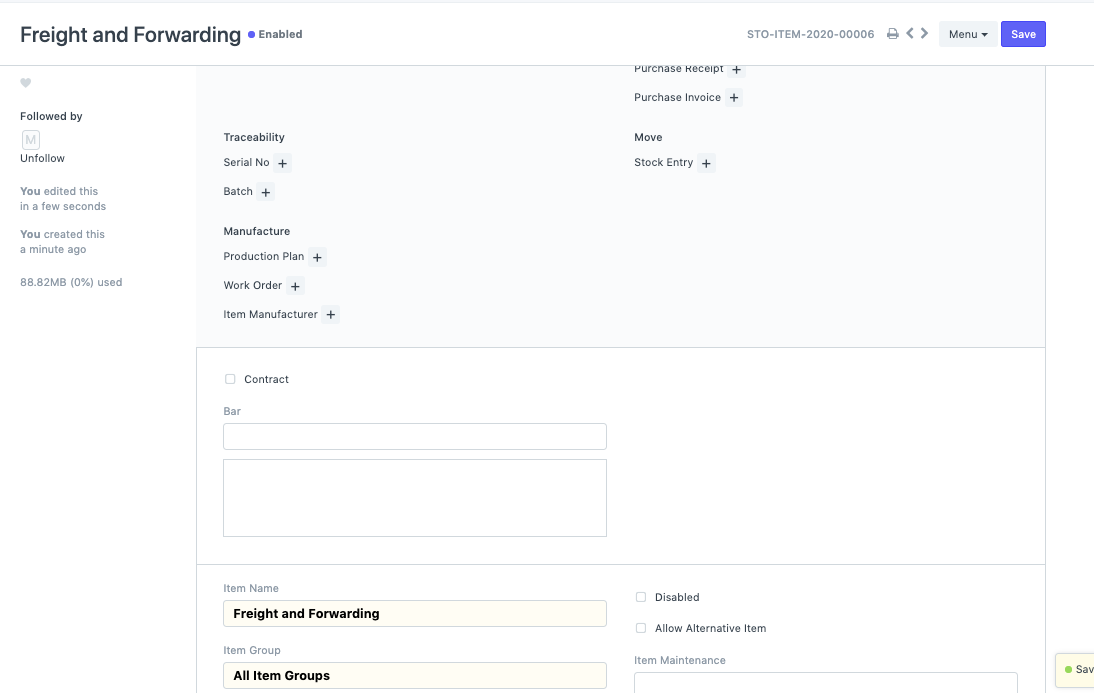 Freight and Forwarding
Enabled
STO-ITEM-2020-00006
Menu
Save
Followed by
M
Unfollow
You edited this
in a few seconds
You created this
a minute ago
88.82MB (0%) used
Purchase Receipt +
Purchase Invoice +
Traceability
Serial No +
Batch +
Move
Stock Entry +
Manufacture
Production Plan +
Work Order +
Item Manufacturer +
Contract
Bar
Item Name
Freight and Forwarding
Item Group
All Item Groups
Disabled
Allow Alternative Item
Item Maintenance
Sav